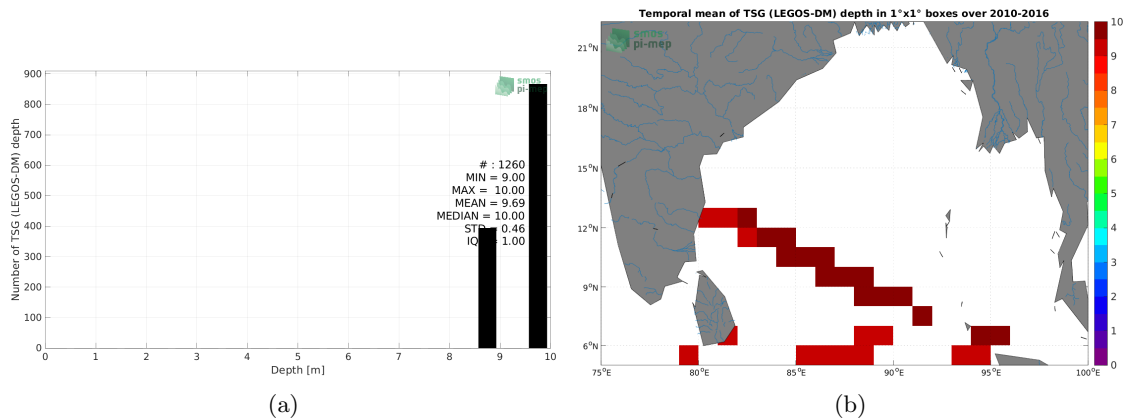 Temporal mean of TSG (LEGOS-DM) depth in 1°x1° boxes over 2010-2016
900
800
700
600
500
400
300
200
100
0
Number of TSG (LEGOS-DM) depth
smos
pi-mep
# : 1260
MIN = 9.00
MAX = 10.00
MEAN = 9.69
MEDIAN = 10.00
STD = 0.46
IQR = 1.00
0 1 2 3 4 5 6 7 8 9 10
Depth [m]
(a)
smos
pi-mep
21°N
18°N
15°N
12°N
9°N
6°N
75°E 80°E 85°E 90°E 95°E 100°E
10
9
8
7
6
5
4
3
2
1
0
(b)